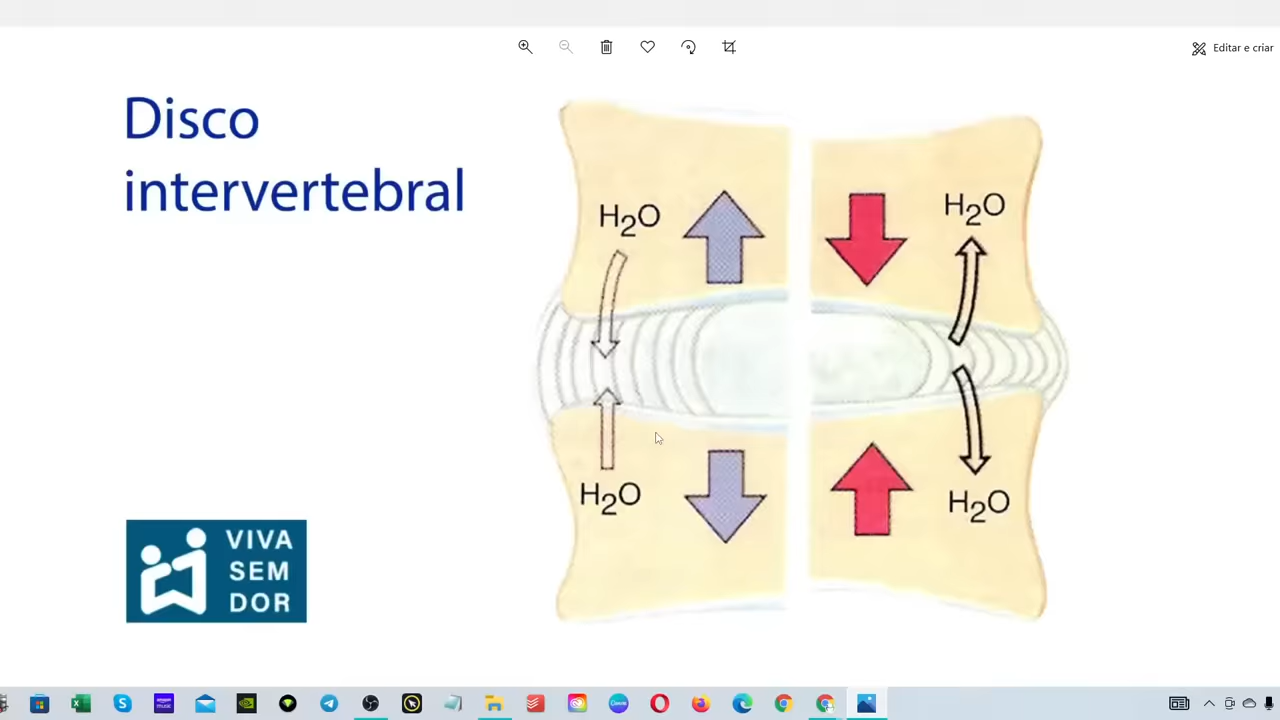 Editar e criar
Disco
intervertebral
H₂O
H₂O
H₂O
H₂O
VIVA
SEM
DOR